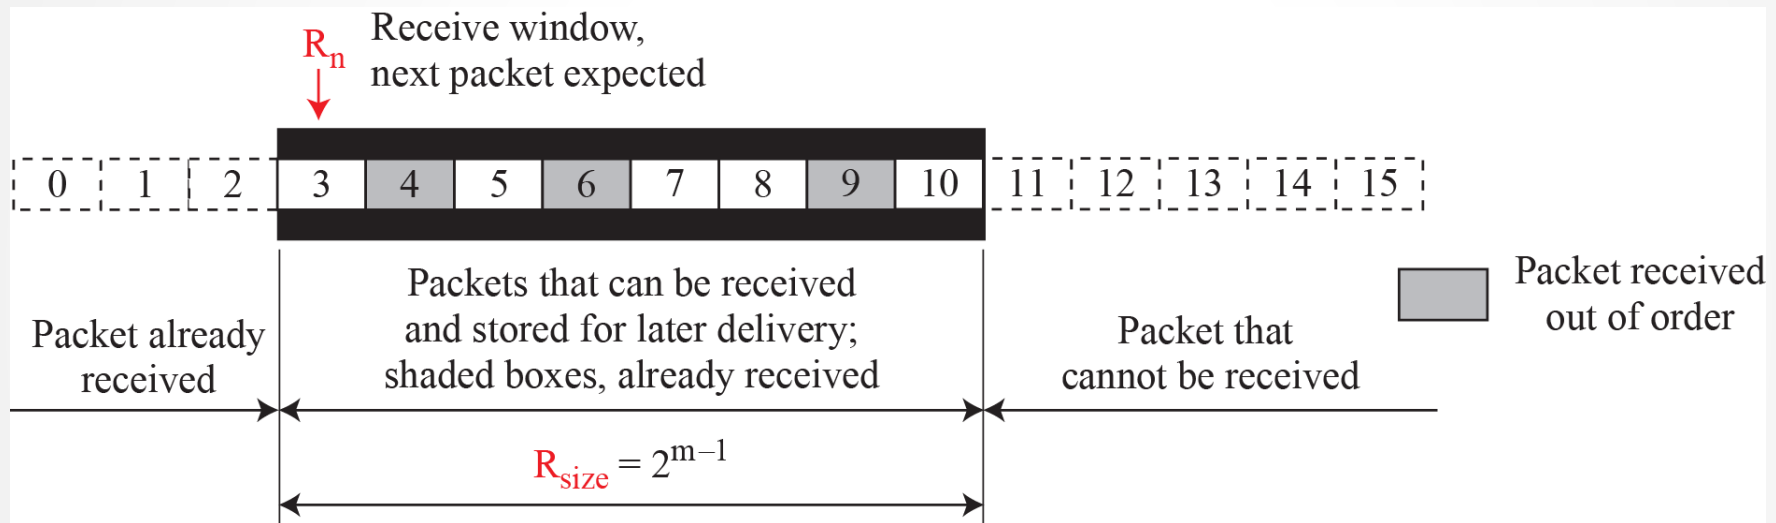 Rₙ
Receive window,
next packet expected
0 1 2 3 4 5 6 7 8 9 10 11 12 13 14 15
Packet already
received
Packets that can be received
and stored for later delivery;
shaded boxes, already received
Packet that
cannot be received
Packet received
out of order
R_size = 2^{m–1}